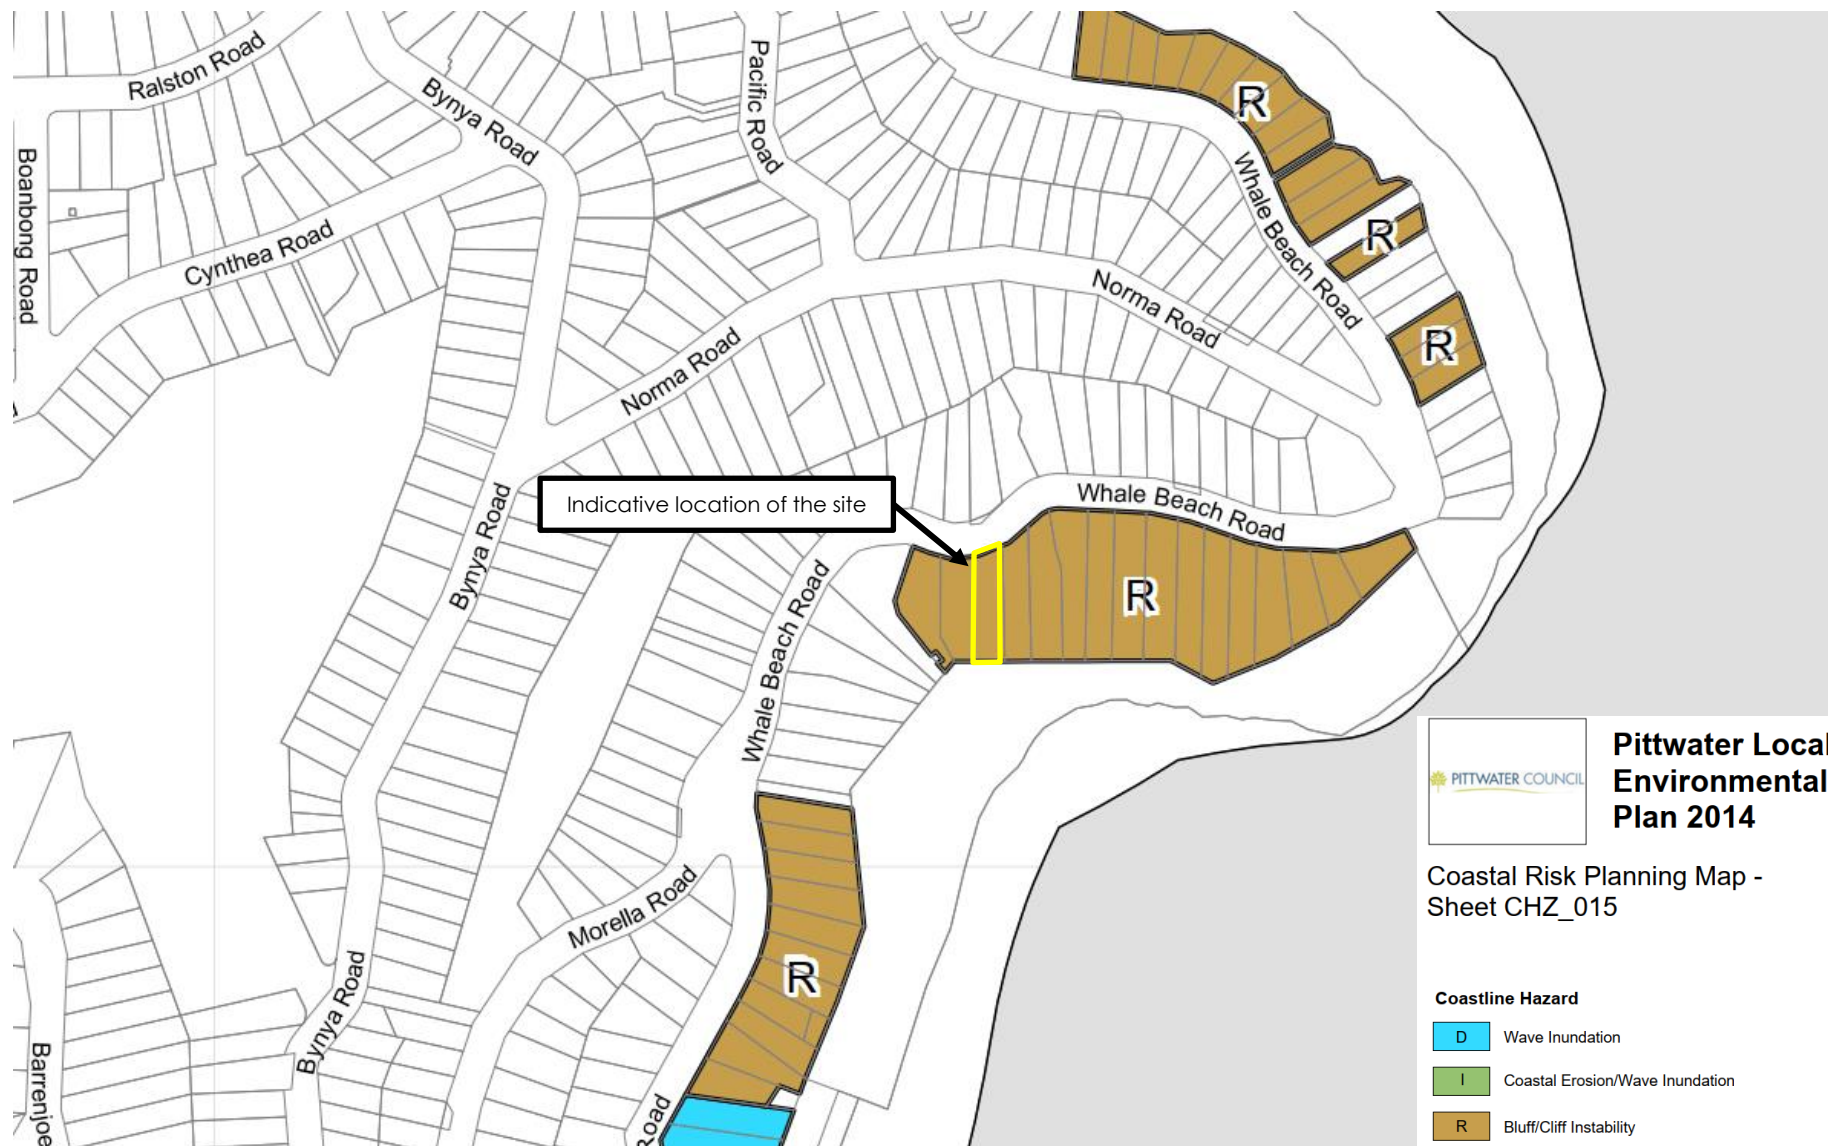 Ralston Road
Bynya Road
Pacific Road
R
Boanbong Road
Cynthea Road
Whale Beach Road
R
Norma Road
R
Norma Road
Indicative location of the site
Whale Beach Road
Bynya Road
Whale Beach Road
R
PITTWATER COUNCIL
Pittwater Local
Environmental
Plan 2014
Coastal Risk Planning Map -
Sheet CHZ_015
Morella Road
R
Bynya Road
Barrenjoe
Road
Coastline Hazard
D Wave Inundation
I Coastal Erosion/Wave Inundation
R Bluff/Cliff Instability